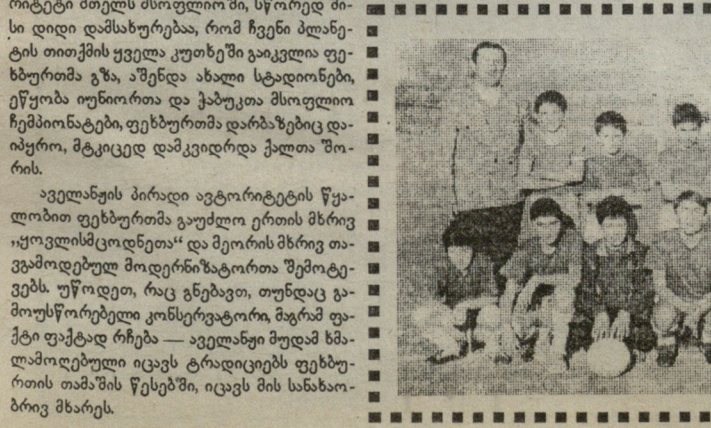 რიტეტი მთელს მსოფლიოში, სწორედ მი-
სი დიდი დამსახურებაა, რომ ჩვენი პლანე-
ტის თითქმის ყველა კუთხეში გაიკვლია ფე-
ხბურთმა გზა, აშენდა ახალი სტადიონები,
ეწყობა იუნიორთა და ჭაბუკთა მსოფლიო
ჩემპიონატები, ფეხბურთმა დარბაზებიც და-
იპყრო, მტკიცედ დამკვიდრდა ქალთა შო-
რის.
აველანჟის პირადი ავტორიტეტის წყა-
ლობით ფეხბურთმა გაუძლო ერთის მხრივ
„ყოვლისმცოდნეთა“ და მეორის მხრივ თა-
ვგამოდებულ მოდერნიზატორთა შემოტე-
ვებს. უწოდეთ, რაც გნებავთ, თუნდაც გა-
მოუსწორებელი კონსერვატორი, მაგრამ ფა-
ქტი ფაქტად რჩება — აველანჟი მუდამ ხმა-
ლამოღებული იცავს ტრადიციებს ფეხბუ-
რთის თამაშის წესებში, იცავს მის სანახაო-
ბრივ მხარეს.